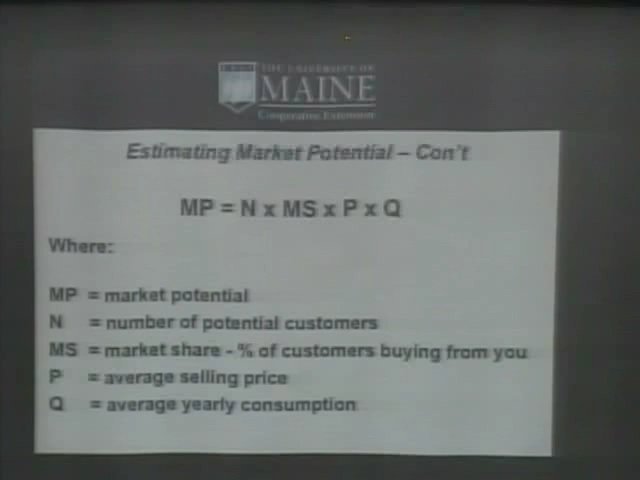 THE UNIVERSITY OF
MAINE
Cooperative Extension
Estimating Market Potential – Con't
MP = N x MS x P x Q
Where:
MP = market potential
N = number of potential customers
MS = market share - % of customers buying from you
P = average selling price
Q = average yearly consumption